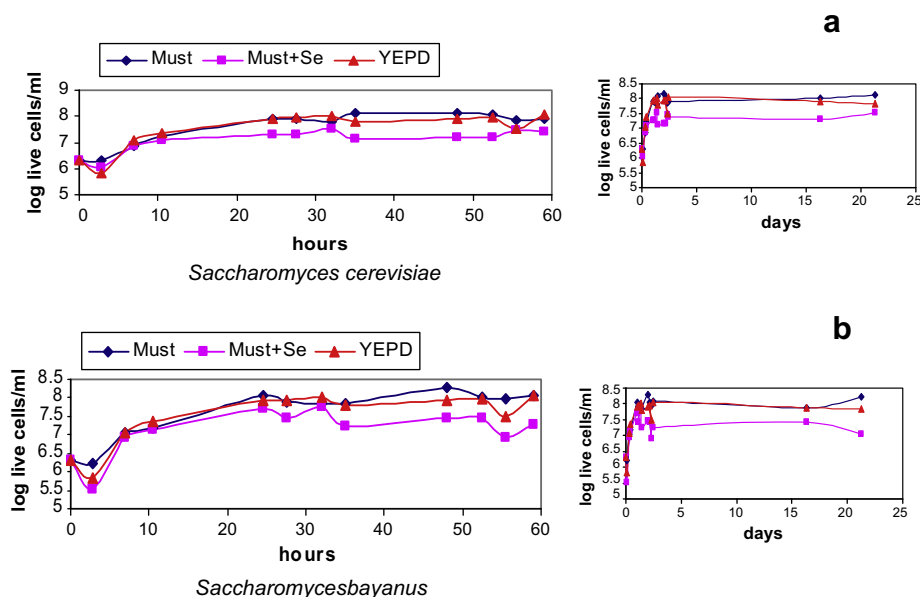 a
Must Must+Se YEPD
log live cells/ml
9
8
7
6
5
0 10 20 30 40 50 60
hours
Saccharomyces cerevisiae
log live cells/ml
8.5
8
7.5
7
6.5
6
5.5
5
0 5 10 15 20 25
days
b
Must Must+Se YEPD
log live cells/ml
8.5
8
7.5
7
6.5
6
5.5
5
0 10 20 30 40 50 60
hours
Saccharomycesbayanus
log live cells/ml
8.5
8
7.5
7
6.5
6
5.5
5
0 5 10 15 20 25
days